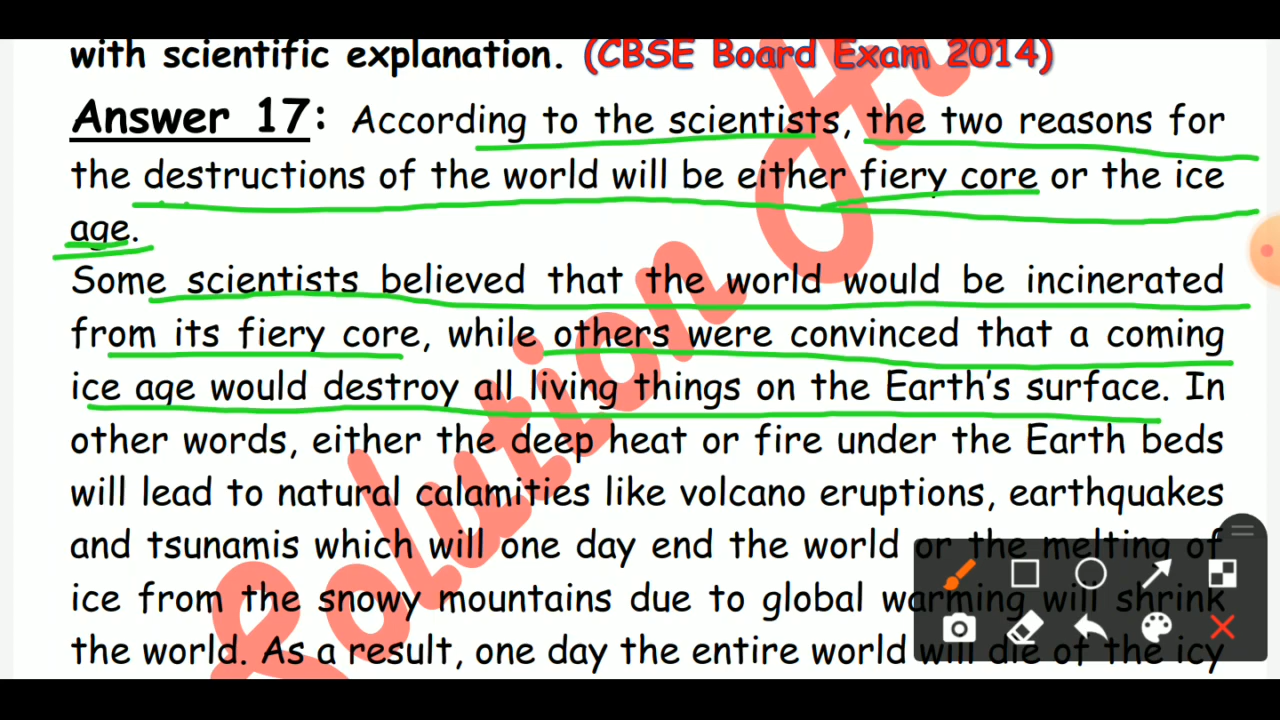 with scientific explanation. (CBSE Board Exam 2014)
Answer 17: According to the scientists, the two reasons for
the destructions of the world will be either fiery core or the ice
age.
Some scientists believed that the world would be incinerated
from its fiery core, while others were convinced that a coming
ice age would destroy all living things on the Earth’s surface. In
other words, either the deep heat or fire under the Earth beds
will lead to natural calamities like volcano eruptions, earthquakes
and tsunamis which will one day end the world or the melting of
ice from the snowy mountains due to global warming will shrink
the world. As a result, one day the entire world will die of the icy
Solution